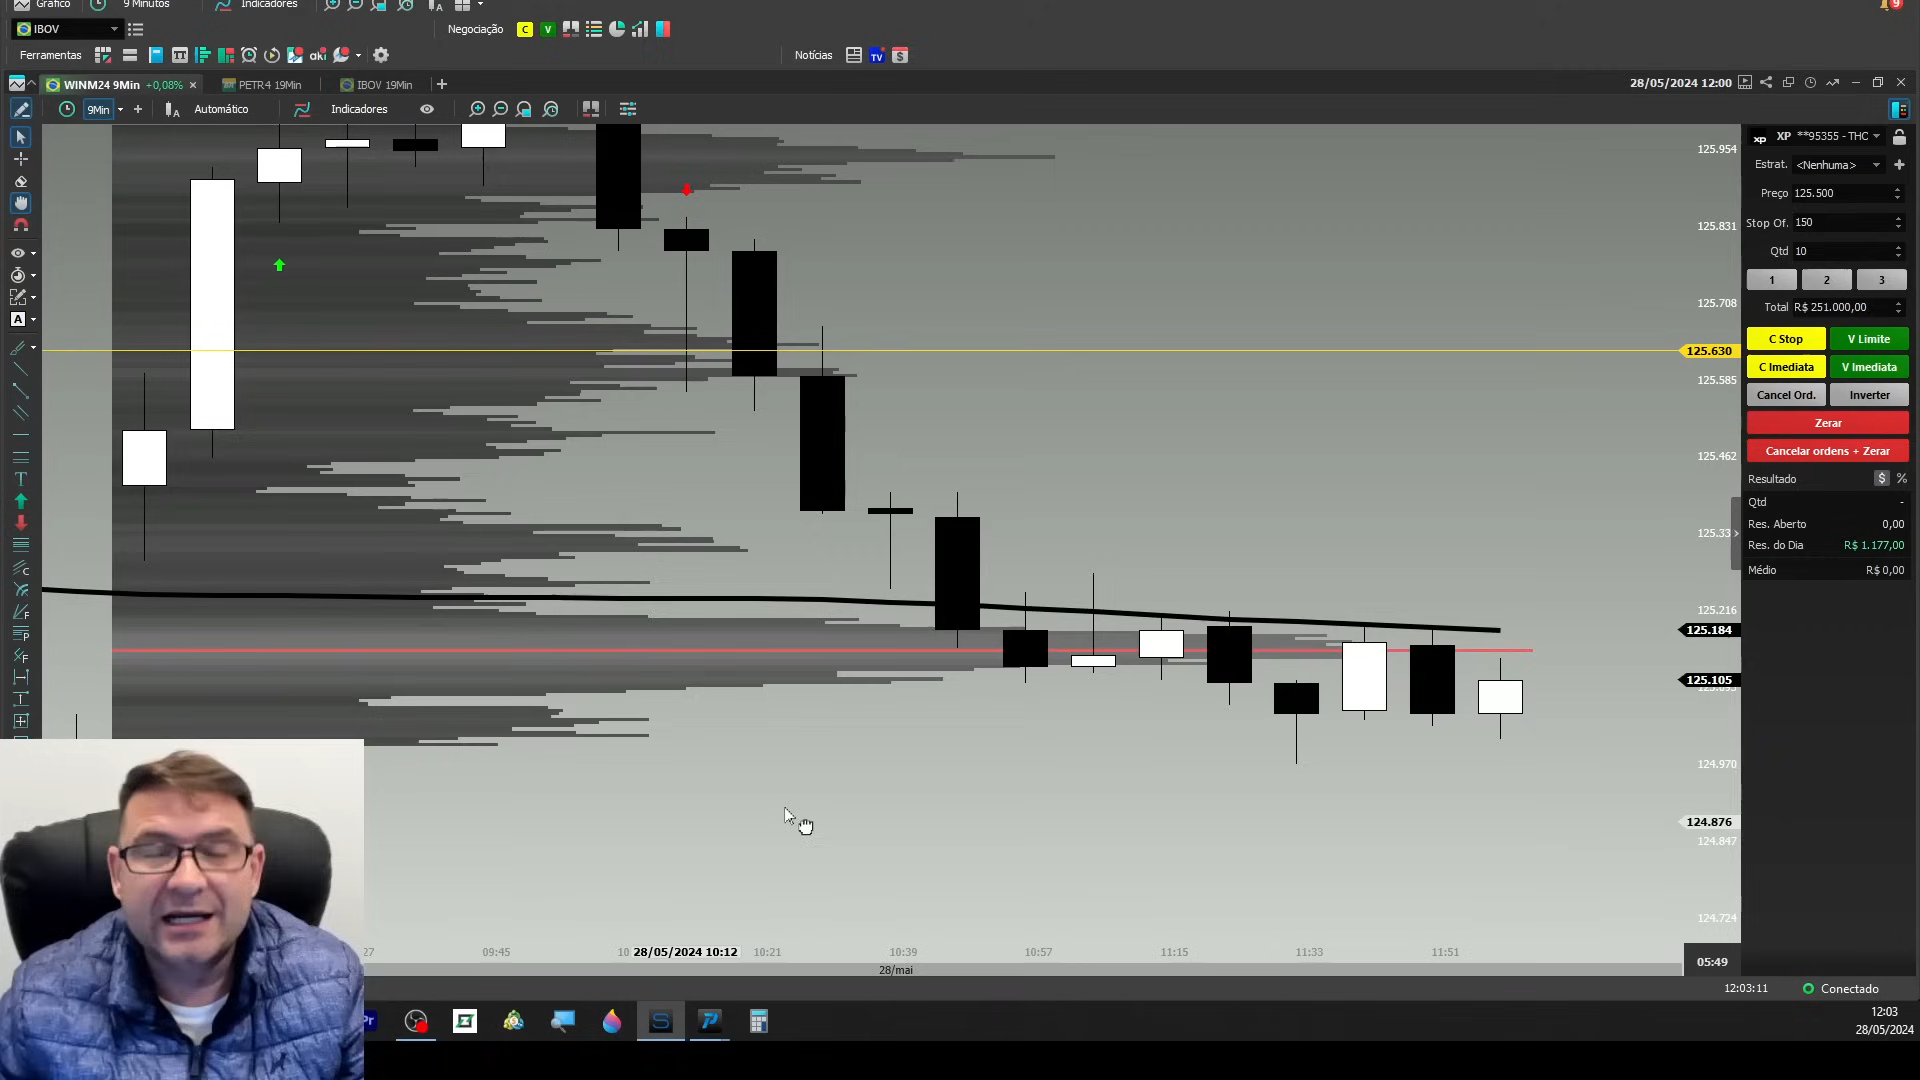 Gráfico 9 Minutos Indicadores
9
IBOV
Negociação C V
Ferramentas aki
Notícias TV $
WINM24 9Min +0,08% × PETR4 19Min IBOV 19Min +
28/05/2024 12:00
9Min Automático Indicadores
A
T
C
F
P
F
125.954
125.831
125.708
125.630
125.585
125.462
125.33
125.216
125.184
125.105
124.970
124.876
124.847
124.724
27 09:45 10 28/05/2024 10:12 10:21 10:39 10:57 11:15 11:33 11:51
28/mai
05:49
xp XP **95355 - THC
Estrat. <Nenhuma>
Preço 125.500
Stop Of. 150
Qtd 10
1 2 3
Total R$ 251.000,00
C Stop V Limite
C Imediata V Imediata
Cancel Ord. Inverter
Zerar
Cancelar ordens + Zerar
Resultado $ %
Qtd -
Res. Aberto 0,00
Res. do Dia R$ 1.177,00
Médio R$ 0,00
12:03:11 Conectado
Pr
12:03
28/05/2024